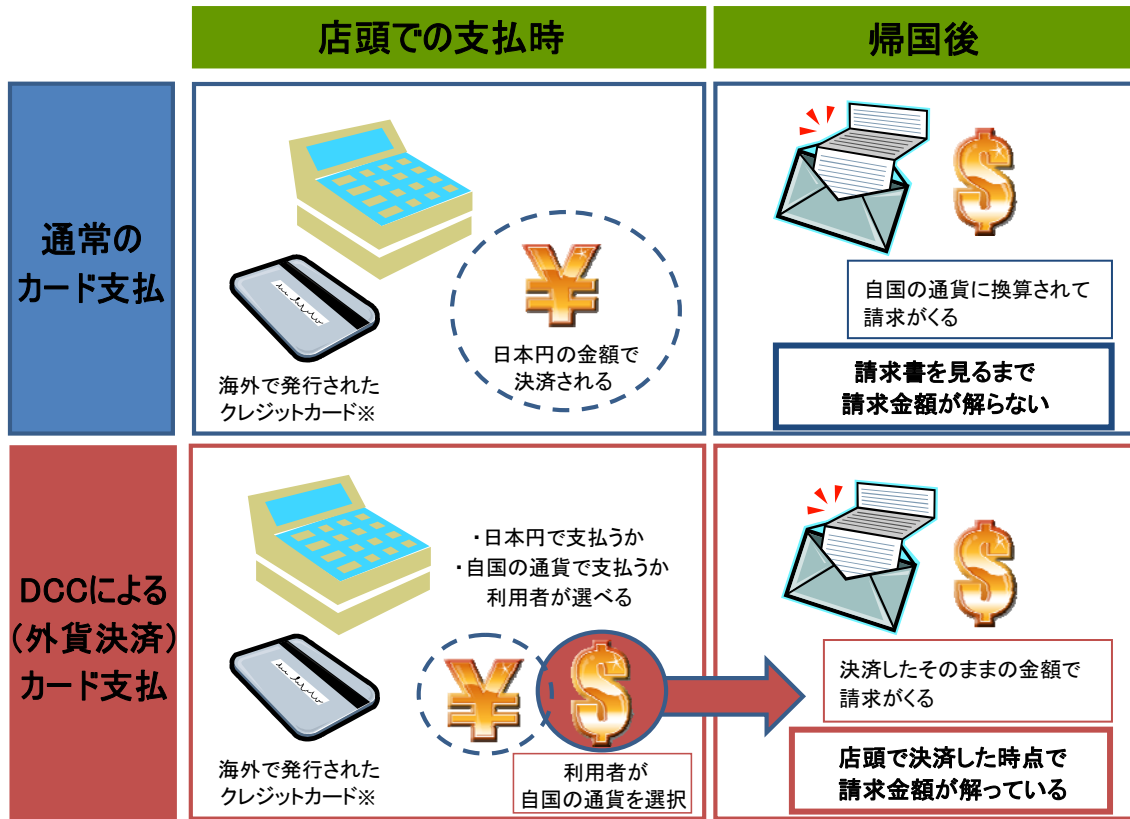 店頭での支払時
帰国後
通常の
カード支払
海外で発行された
クレジットカード※
¥
日本円の金額で
決済される
$
自国の通貨に換算されて
請求がくる
請求書を見るまで
請求金額が解らない
DCCによる
(外貨決済)
カード支払
・日本円で支払うか
・自国の通貨で支払うか
利用者が選べる
海外で発行された
クレジットカード※
¥
$
利用者が
自国の通貨を選択
$
決済したそのままの金額で
請求がくる
店頭で決済した時点で
請求金額が解っている